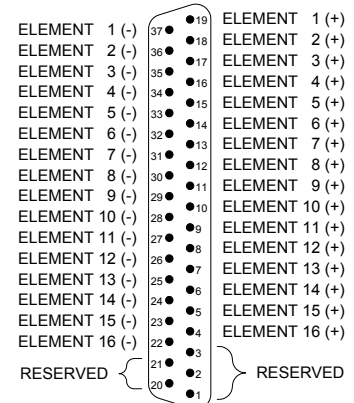 ELEMENT 1 (-) 37 19 ELEMENT 1 (+)
ELEMENT 2 (-) 36 18 ELEMENT 2 (+)
ELEMENT 3 (-) 35 17 ELEMENT 3 (+)
ELEMENT 4 (-) 34 16 ELEMENT 4 (+)
ELEMENT 5 (-) 33 15 ELEMENT 5 (+)
ELEMENT 6 (-) 32 14 ELEMENT 6 (+)
ELEMENT 7 (-) 31 13 ELEMENT 7 (+)
ELEMENT 8 (-) 30 12 ELEMENT 8 (+)
ELEMENT 9 (-) 29 11 ELEMENT 9 (+)
ELEMENT 10 (-) 28 10 ELEMENT 10 (+)
ELEMENT 11 (-) 27 9 ELEMENT 11 (+)
ELEMENT 12 (-) 26 8 ELEMENT 12 (+)
ELEMENT 13 (-) 25 7 ELEMENT 13 (+)
ELEMENT 14 (-) 24 6 ELEMENT 14 (+)
ELEMENT 15 (-) 23 5 ELEMENT 15 (+)
ELEMENT 16 (-) 22 4 ELEMENT 16 (+)
21 3
RESERVED 20 2 RESERVED
1